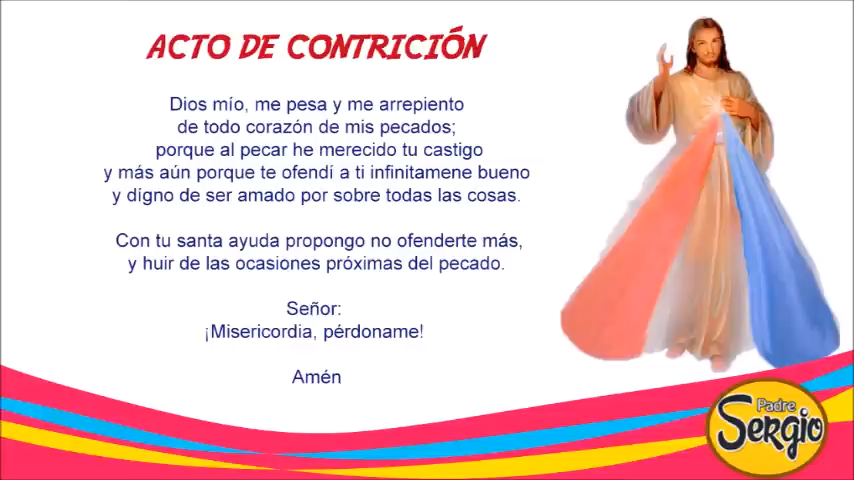 ACTO DE CONTRICIÓN
Dios mío, me pesa y me arrepiento
de todo corazón de mis pecados;
porque al pecar he merecido tu castigo
y más aún porque te ofendí a ti infinitamene bueno
y dígno de ser amado por sobre todas las cosas.
Con tu santa ayuda propongo no ofenderte más,
y huir de las ocasiones próximas del pecado.
Señor:
¡Misericordia, pérdoname!
Amén
Padre
Sergio